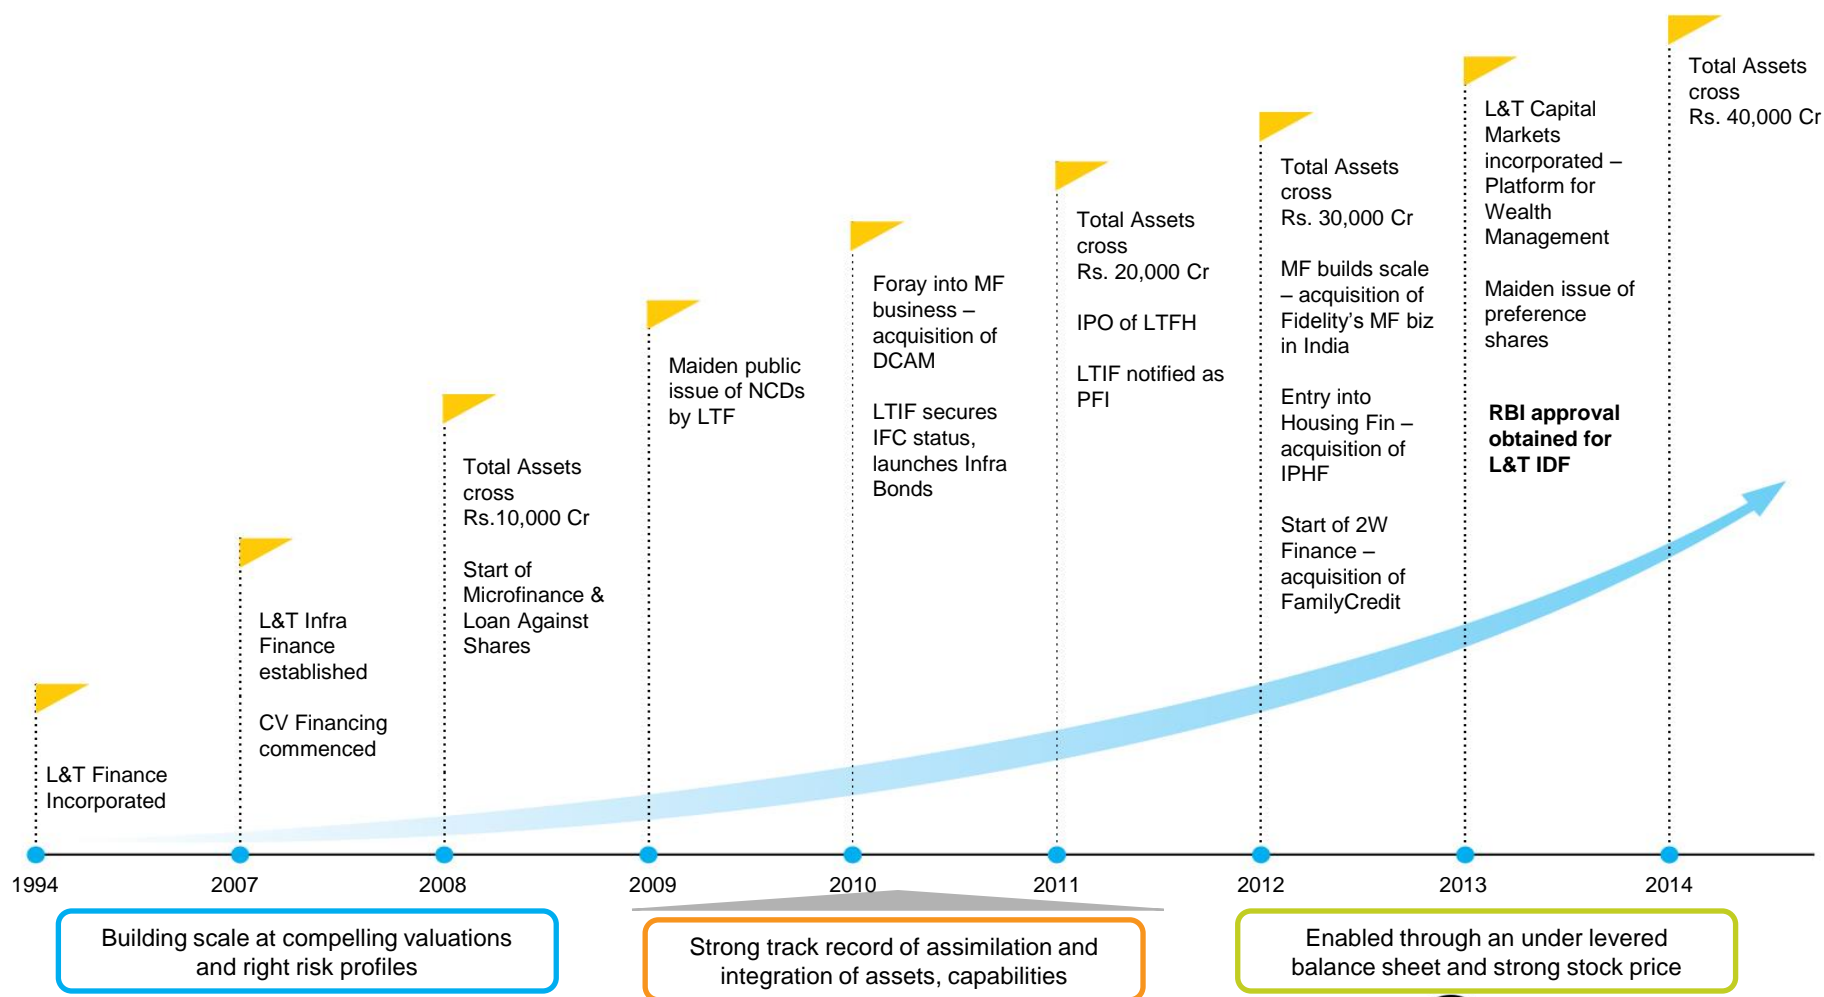 L&T Finance
Incorporated
L&T Infra
Finance
established
CV Financing
commenced
Total Assets
cross
Rs.10,000 Cr
Start of
Microfinance &
Loan Against
Shares
Maiden public
issue of NCDs
by LTF
Foray into MF
business –
acquisition of
DCAM
LTIF secures
IFC status,
launches Infra
Bonds
Total Assets
cross
Rs. 20,000 Cr
IPO of LTFH
LTIF notified as
PFI
Total Assets
cross
Rs. 30,000 Cr
MF builds scale
– acquisition of
Fidelity’s MF biz
in India
Entry into
Housing Fin –
acquisition of
IPHF
Start of 2W
Finance –
acquisition of
FamilyCredit
L&T Capital
Markets
incorporated –
Platform for
Wealth
Management
Maiden issue of
preference
shares
RBI approval
obtained for
L&T IDF
Total Assets
cross
Rs. 40,000 Cr
1994 2007 2008 2009 2010 2011 2012 2013 2014
Building scale at compelling valuations
and right risk profiles
Strong track record of assimilation and
integration of assets, capabilities
Enabled through an under levered
balance sheet and strong stock price